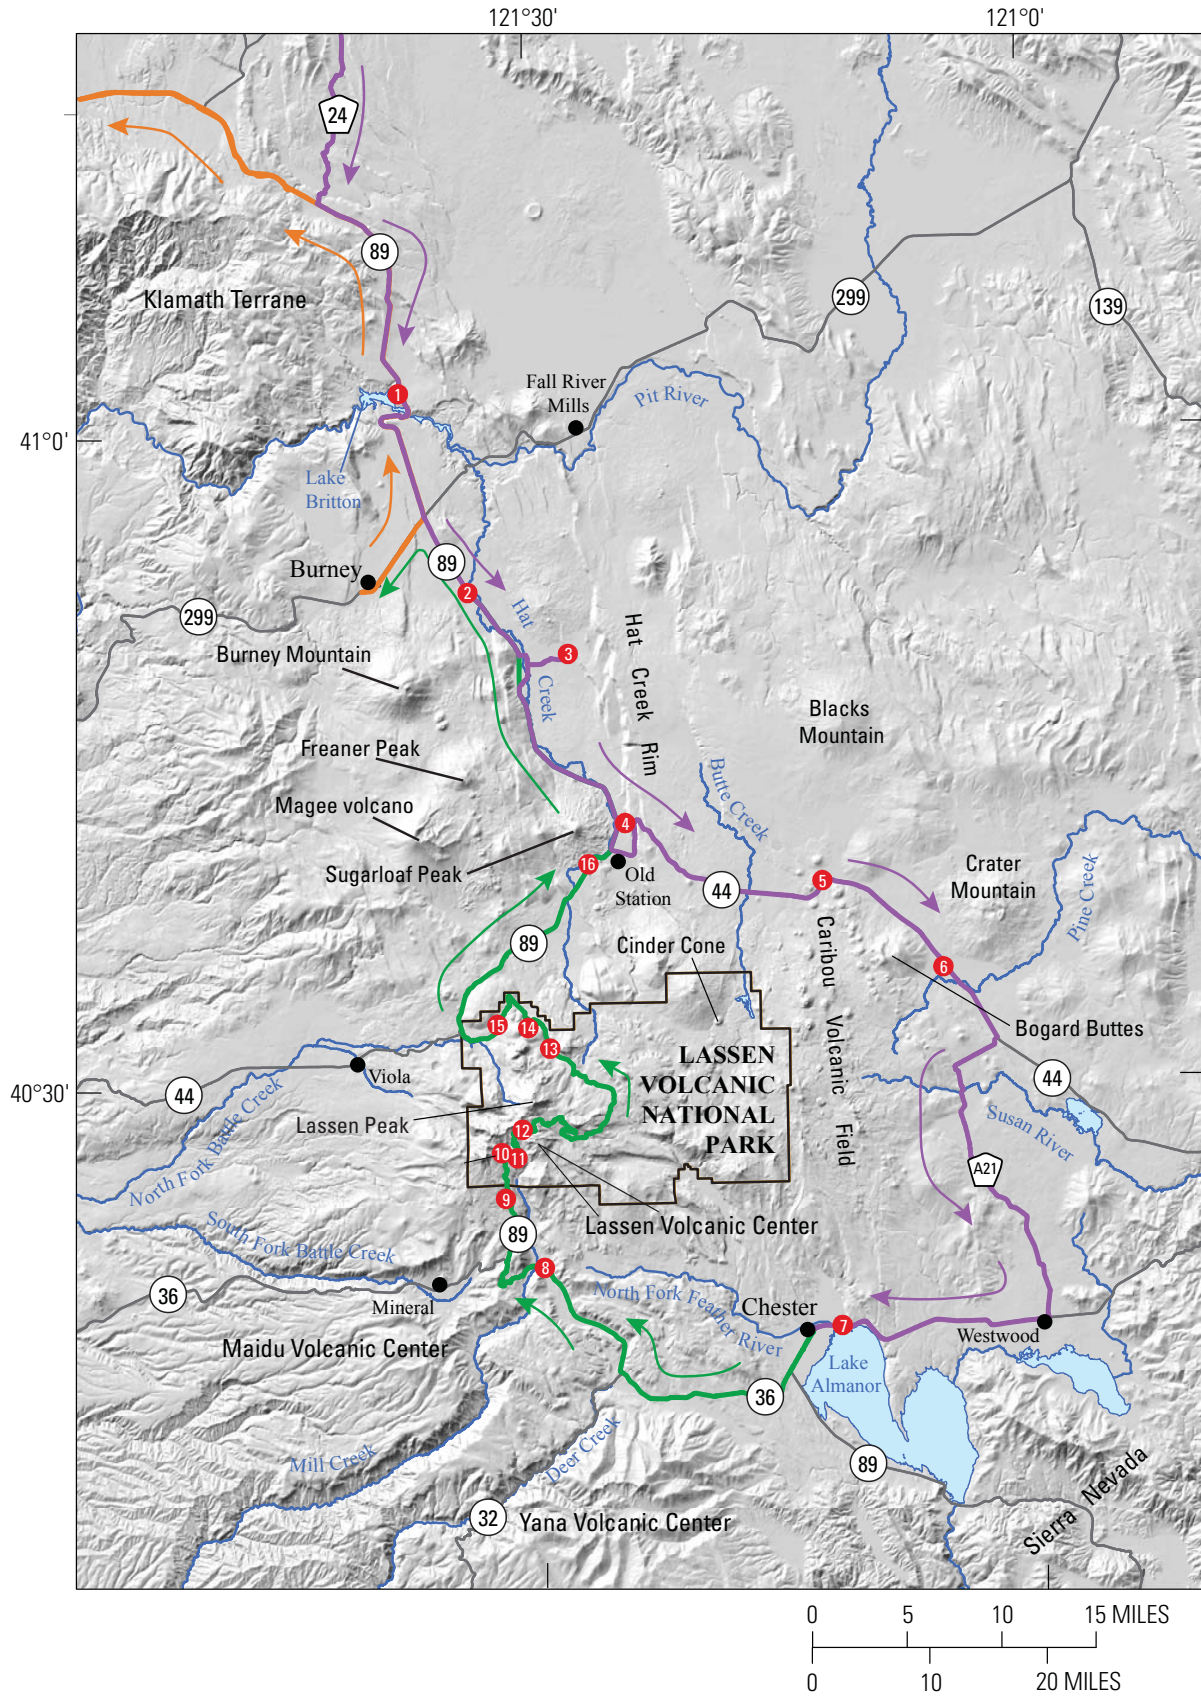 121°30'
121°0'
24
89
Klamath Terrane
299
139
Fall River
Mills
Pit River
1
41°0'
Lake
Britton
89
Burney
2
Hat
Creek
299
3
Burney Mountain
Hat Creek Rim
Blacks
Mountain
Freaner Peak
Butte Creek
Magee volcano
4
Sugarloaf Peak
16
Old
Station
44
5
Crater
Mountain
Pine Creek
89
Cinder Cone
Caribou Volcanic Field
6
Bogard Buttes
15
14
13
LASSEN
VOLCANIC
NATIONAL
PARK
Viola
44
40°30'
44
North Fork Battle Creek
Lassen Peak
Susan River
12
10
11
A21
9
South Fork Battle Creek
89
Lassen Volcanic Center
8
36
Mineral
North Fork Feather River
Chester
7
Westwood
Maidu Volcanic Center
Lake
Almanor
36
Mill Creek
Deer Creek
89
32
Yana Volcanic Center
Sierra Nevada
0
5
10
15 MILES
0
10
20 MILES